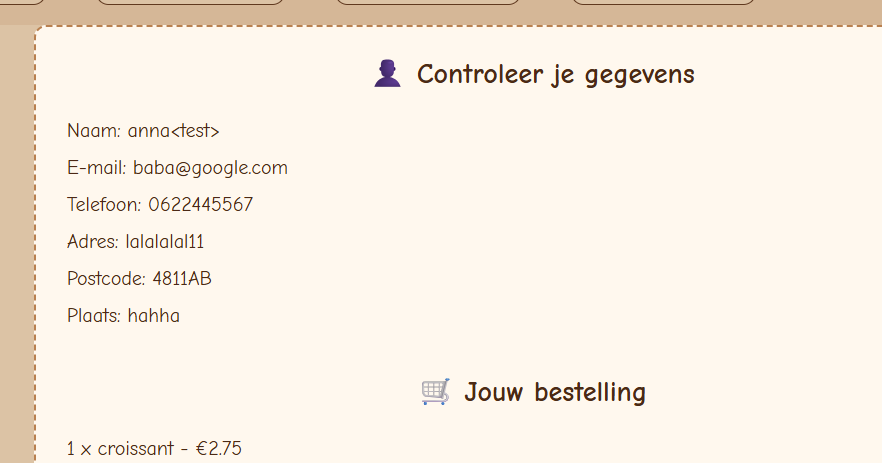 Controleer je gegevens
Naam: anna<test>
E-mail: baba@google.com
Telefoon: 0622445567
Adres: lalalalal11
Postcode: 4811AB
Plaats: hahha
Jouw bestelling
1 x croissant - €2.75